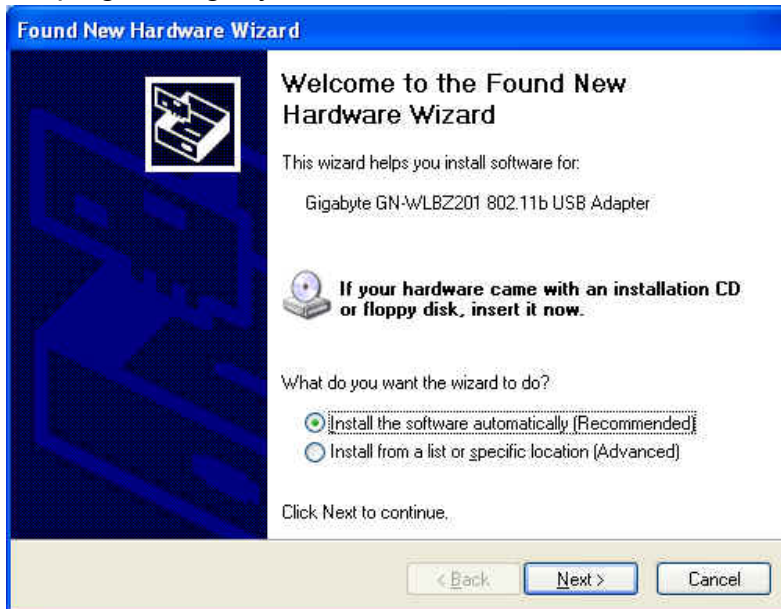 Found New Hardware Wizard
Welcome to the Found New
Hardware Wizard
This wizard helps you install software for:
Gigabyte GN-WLBZ201 802.11b USB Adapter
If your hardware came with an installation CD
or floppy disk, insert it now.
What do you want the wizard to do?
Install the software automatically (Recommended)
Install from a list or specific location (Advanced)
Click Next to continue.
< Back Next > Cancel